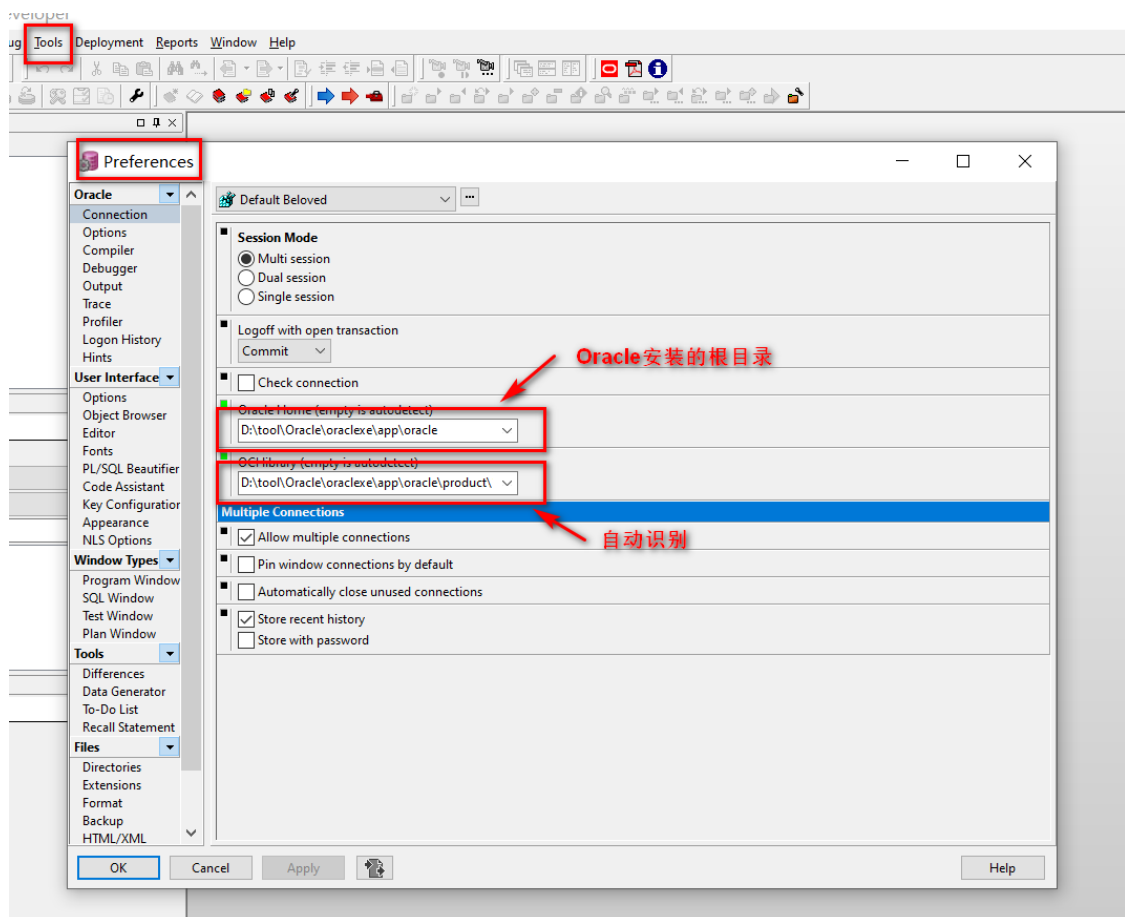 Tools Deployment Reports Window Help
Preferences
Oracle
Connection
Options
Compiler
Debugger
Output
Trace
Profiler
Logon History
Hints
User Interface
Options
Object Browser
Editor
Fonts
PL/SQL Beautifier
Code Assistant
Key Configuration
Appearance
NLS Options
Window Types
Program Window
SQL Window
Test Window
Plan Window
Tools
Differences
Data Generator
To-Do List
Recall Statement
Files
Directories
Extensions
Format
Backup
HTML/XML
Default Beloved
Session Mode
Multi session
Dual session
Single session
Logoff with open transaction
Commit
Oracle安装的根目录
Check connection
Oracle Home (empty is autodetect)
D:\tool\Oracle\oraclexe\app\oracle
OCI library (empty is autodetect)
D:\tool\Oracle\oraclexe\app\oracle\product\
Multiple Connections
自动识别
Allow multiple connections
Pin window connections by default
Automatically close unused connections
Store recent history
Store with password
OK
Cancel
Apply
Help